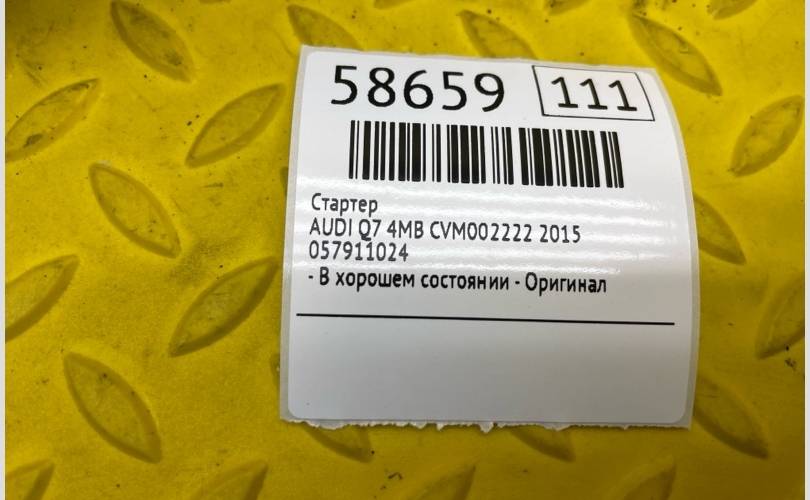 58659 111
Стартер
AUDI Q7 4MB CVM002222 2015
057911024
- В хорошем состоянии - Оригинал